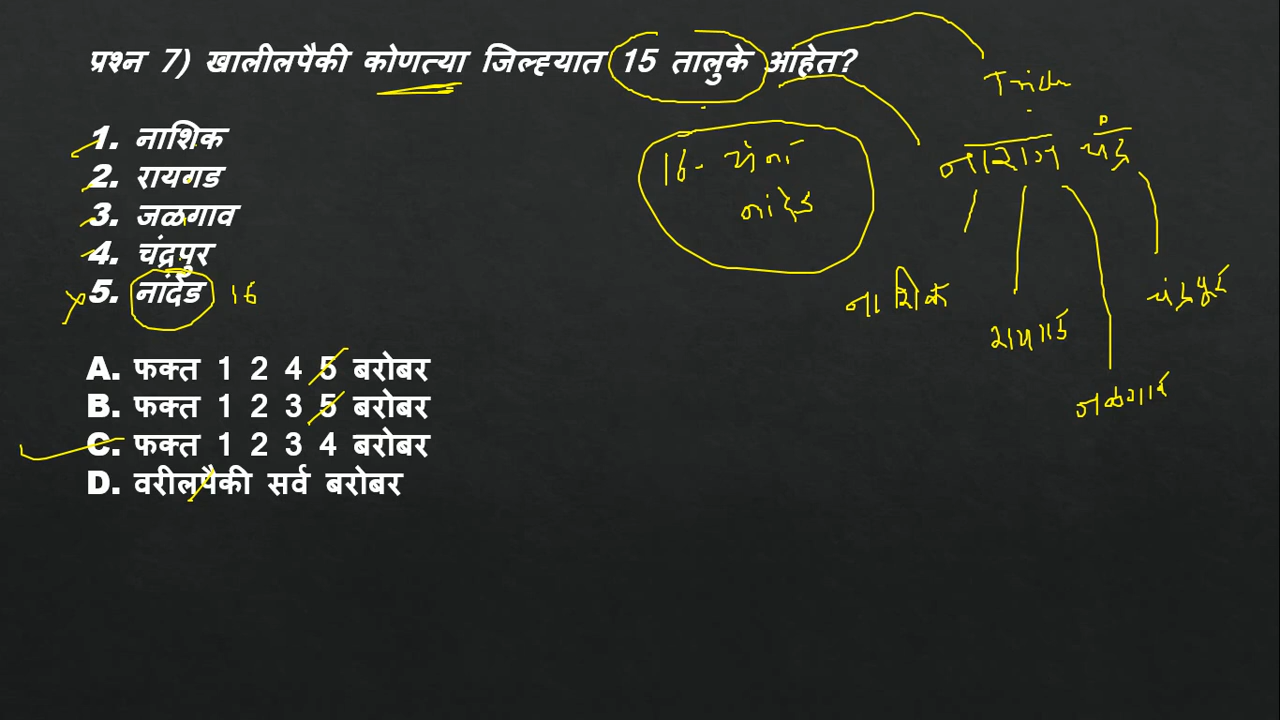 प्रश्न 7) खालीलपैकी कोणत्या जिल्ह्यात 15 तालुके आहेत?
1. नाशिक
2. रायगड
3. जळगाव
4. चंद्रपुर
5. नांदेड 16
A. फक्त 1 2 4 5 बरोबर
B. फक्त 1 2 3 5 बरोबर
C. फक्त 1 2 3 4 बरोबर
D. वरीलपैकी सर्व बरोबर
16 -
नांदेड
Trick
नाराज चंद्र
नाशिक
रायगड
जळगाव
चंद्रपुर